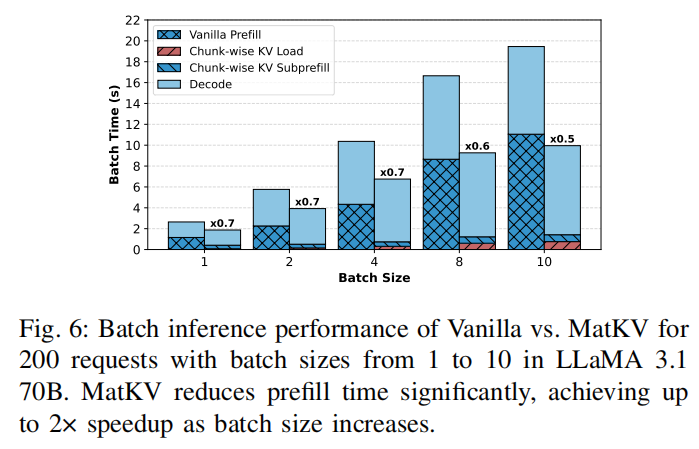 22
20
18
16
14
12
10
8
6
4
2
0
Batch Time (s)
Vanilla Prefill
Chunk-wise KV Load
Chunk-wise KV Subprefill
Decode
x0.7
x0.7
x0.7
x0.6
x0.5
1 2 4 8 10
Batch Size
Fig. 6: Batch inference performance of Vanilla vs. MatKV for
200 requests with batch sizes from 1 to 10 in LLaMA 3.1
70B. MatKV reduces prefill time significantly, achieving up
to 2× speedup as batch size increases.